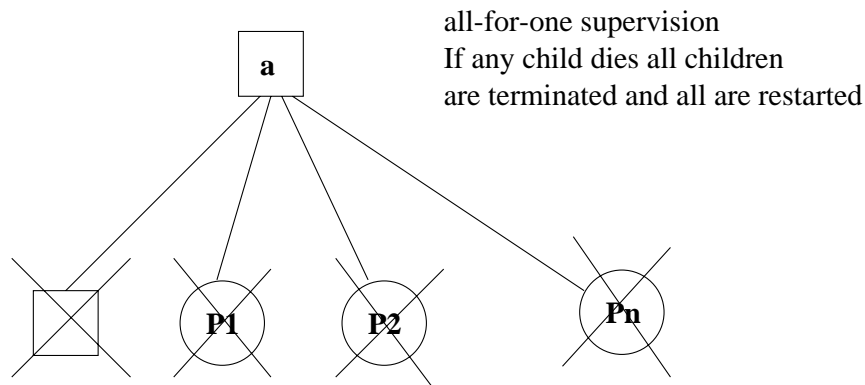 all-for-one supervision
If any child dies all children
are terminated and all are restarted
a
P1
P2
Pn